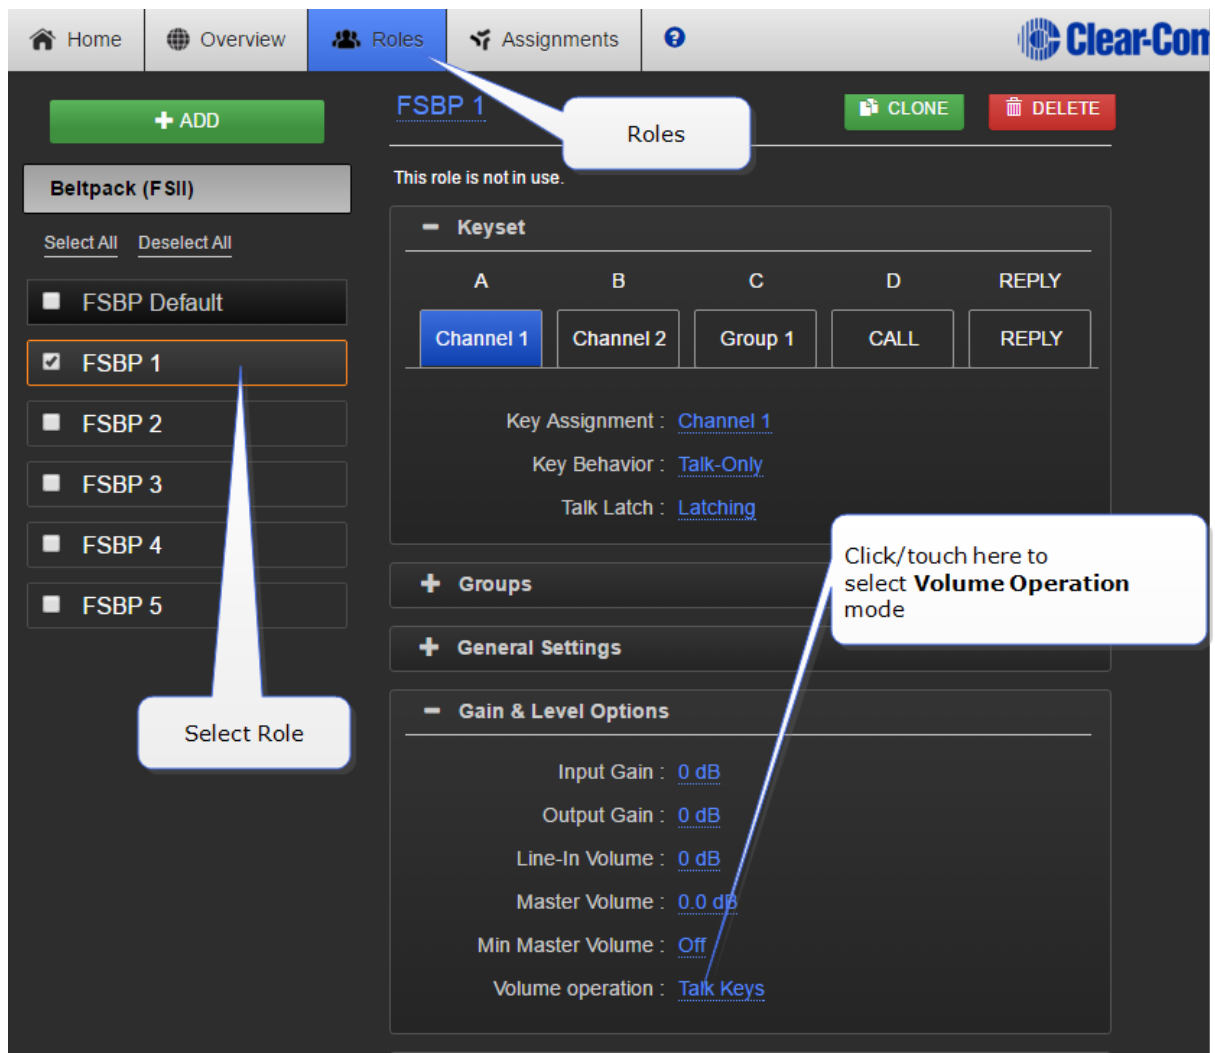 Home Overview Roles Assignments ? Clear-Com
+ ADD
Beltpack (FSII)
Select All Deselect All
FSBP Default
FSBP 1
FSBP 2
FSBP 3
FSBP 4
FSBP 5
Select Role
FSBP 1
Roles
CLONE DELETE
This role is not in use.
Keyset
A B C D REPLY
Channel 1 Channel 2 Group 1 CALL REPLY
Key Assignment : Channel 1
Key Behavior : Talk-Only
Talk Latch : Latching
Click/touch here to
select Volume Operation
mode
Groups
General Settings
Gain & Level Options
Input Gain : 0 dB
Output Gain : 0 dB
Line-In Volume : 0 dB
Master Volume : 0.0 dB
Min Master Volume : Off
Volume operation : Talk Keys